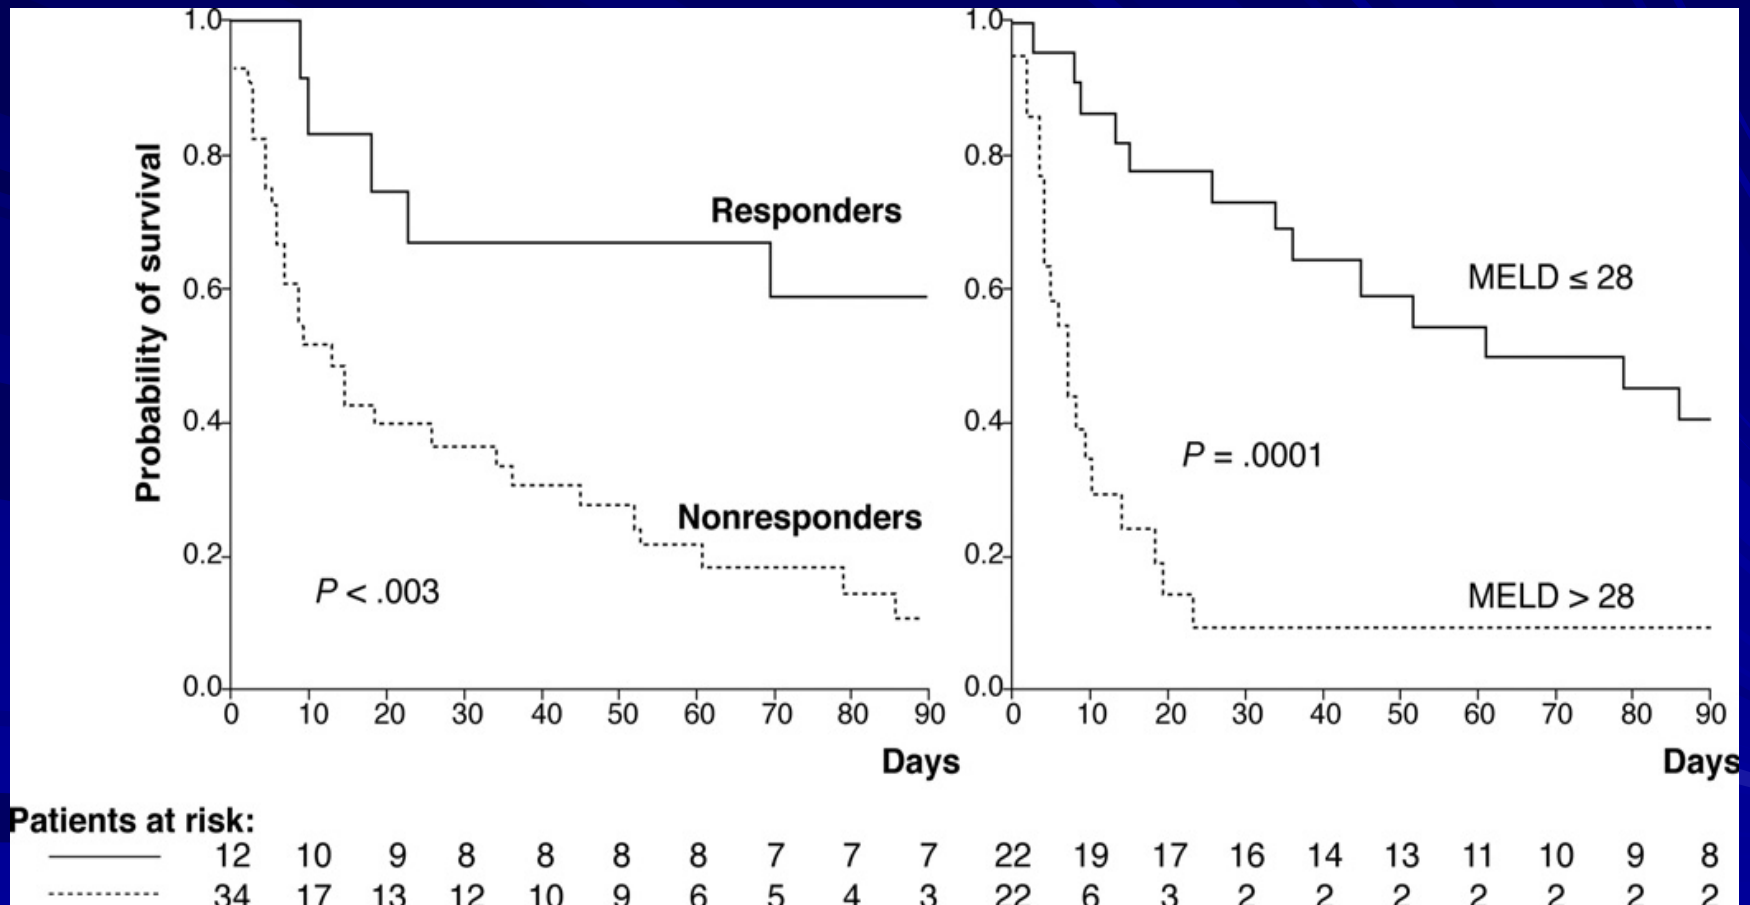 1.0
0.8
0.6
0.4
0.2
0.0
Probability of survival
Responders
Nonresponders
P < .003
0 10 20 30 40 50 60 70 80 90
Days
1.0
0.8
0.6
0.4
0.2
0.0
MELD ≤ 28
P = .0001
MELD > 28
0 10 20 30 40 50 60 70 80 90
Days
Patients at risk:
12 10 9 8 8 8 8 7 7 7 22 19 17 16 14 13 11 10 9 8
34 17 13 12 10 9 6 5 4 3 22 6 3 2 2 2 2 2 2 2